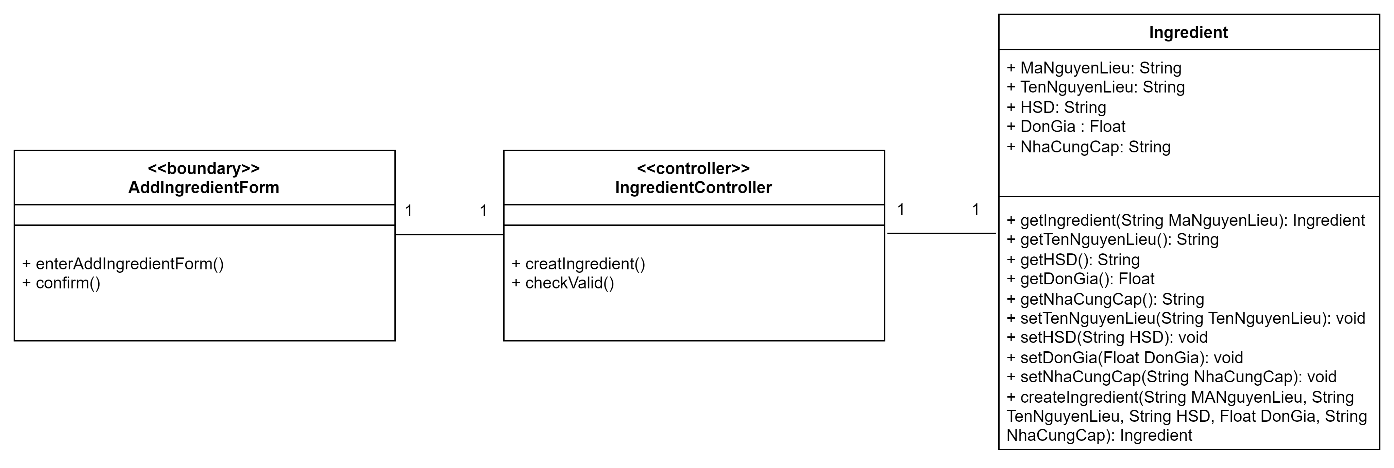 <<boundary>>
AddIngredientForm
+ enterAddIngredientForm()
+ confirm()
1
1
<<controller>>
IngredientController
+ creatIngredient()
+ checkValid()
1
1
Ingredient
+ MaNguyenLieu: String
+ TenNguyenLieu: String
+ HSD: String
+ DonGia : Float
+ NhaCungCap: String
+ getIngredient(String MaNguyenLieu): Ingredient
+ getTenNguyenLieu(): String
+ getHSD(): String
+ getDonGia(): Float
+ getNhaCungCap(): String
+ setTenNguyenLieu(String TenNguyenLieu): void
+ setHSD(String HSD): void
+ setDonGia(Float DonGia): void
+ setNhaCungCap(String NhaCungCap): void
+ createIngredient(String MANguyenLieu, String
TenNguyenLieu, String HSD, Float DonGia, String
NhaCungCap): Ingredient